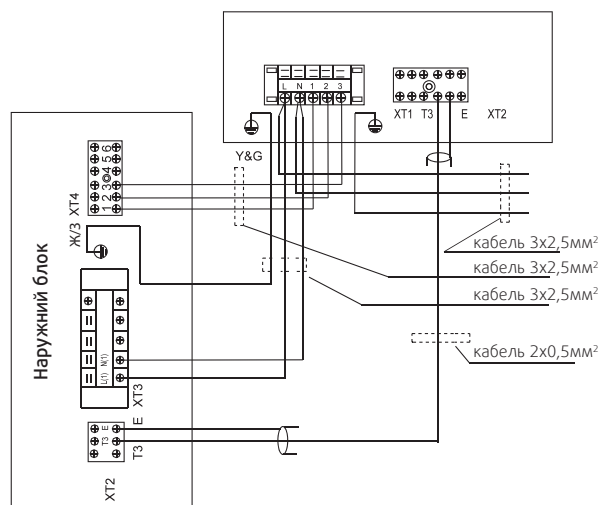 L N 1 2 3
XT1 T3 E XT2
Y&G
1 2 3 4 5 6
XT4
Ж/З
Наружний блок
L(1) N(1)
XT3
E
T3
E
T3
XT2
кабель 3х2,5мм²
кабель 3х2,5мм²
кабель 3х2,5мм²
кабель 2х0,5мм²